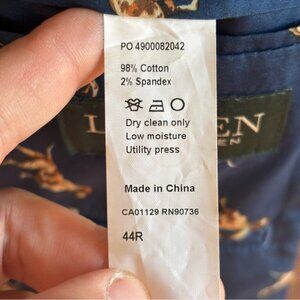 PO 4900082042
98% Cotton
2% Spandex
Dry clean only
Low moisture
Utility press
Made in China
CA01129 RN90736
44R